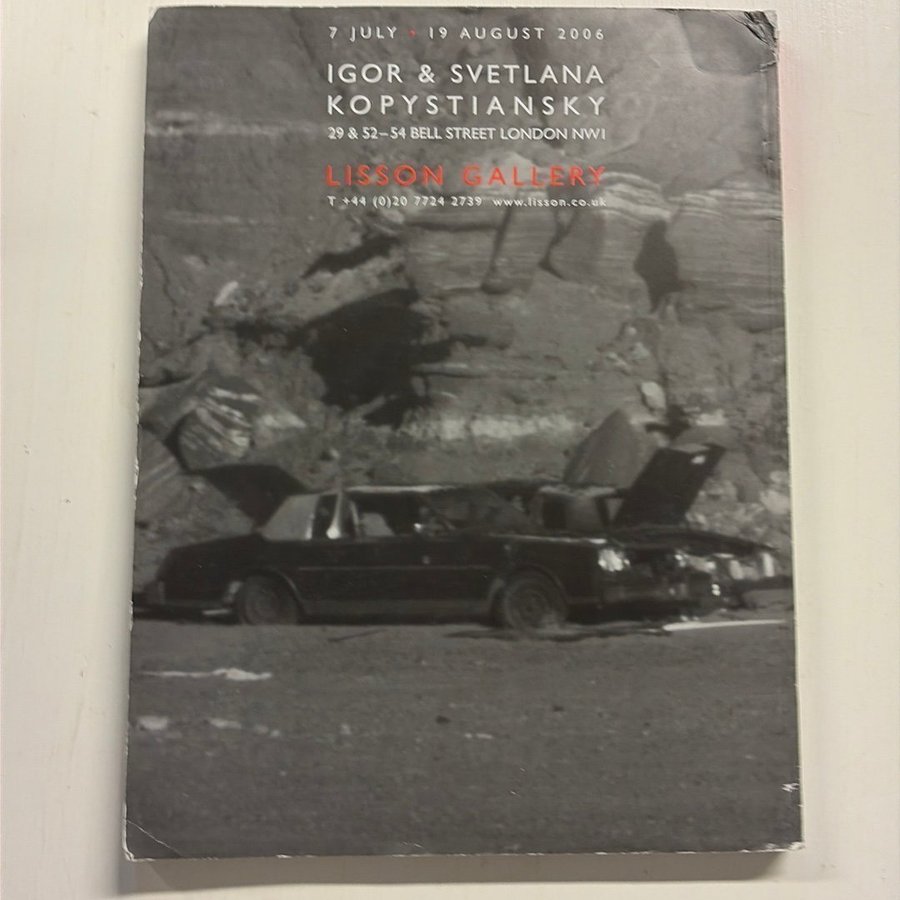 7 JULY • 19 AUGUST 2006
IGOR & SVETLANA
KOPYSTIANSKY
29 & 52–54 BELL STREET LONDON NW1
LISSON GALLERY
T +44 (0)20 7724 2739 www.lisson.co.uk